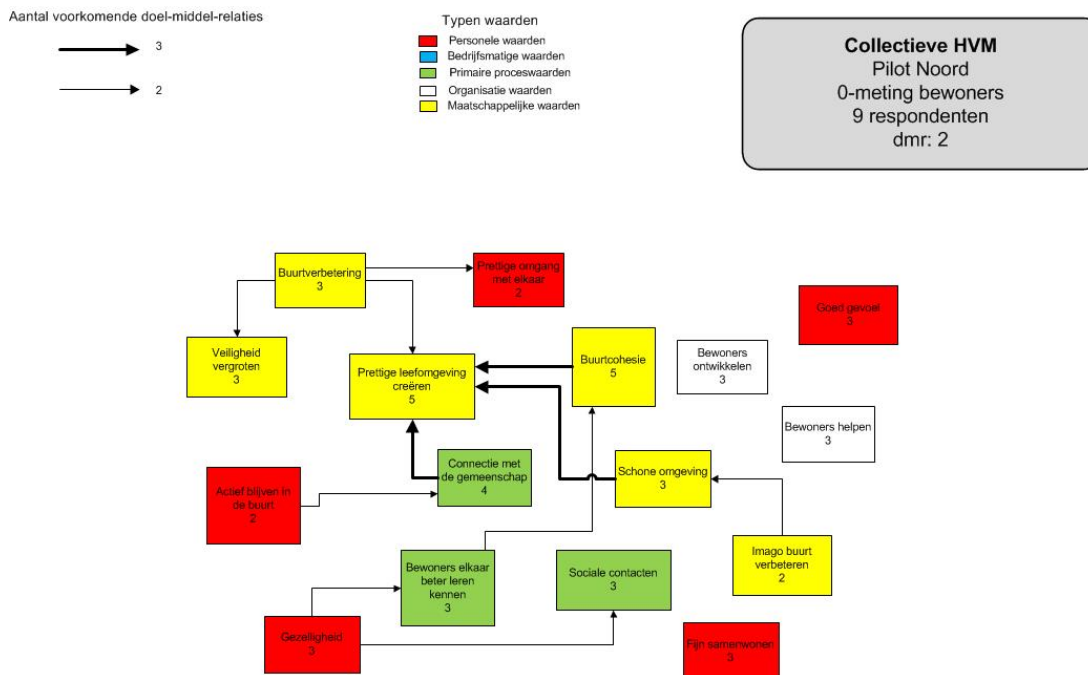 Aantal voorkomende doel-middel-relaties
3
2
Typen waarden
Personele waarden
Bedrijfsmatige waarden
Primaire proceswaarden
Organisatie waarden
Maatschappelijke waarden
Collectieve HVM
Pilot Noord
0-meting bewoners
9 respondenten
dmr: 2
Buurtverbetering
3
Prettige omgang
met elkaar
2
Goed gevoel
3
Veiligheid
vergroten
3
Prettige leefomgeving
creëren
5
Buurtcohesie
5
Bewoners
ontwikkelen
3
Bewoners helpen
3
Connectie met
de gemeenschap
4
Schone omgeving
3
Actief blijven in
de buurt
2
Bewoners elkaar
beter leren
kennen
3
Sociale contacten
3
Imago buurt
verbeteren
2
Gezelligheid
3
Fijn samenwonen
3